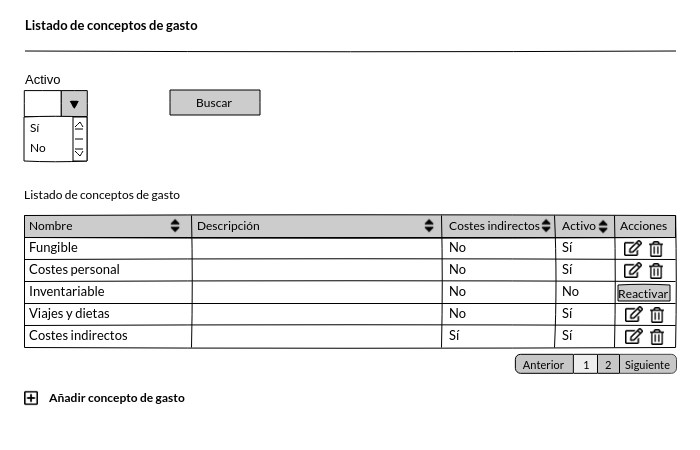 Listado de conceptos de gasto
Activo
Buscar
Sí
No
Listado de conceptos de gasto
Nombre Descripción Costes indirectos Activo Acciones
Fungible No Sí
Costes personal No Sí
Inventariable No No Reactivar
Viajes y dietas No Sí
Costes indirectos Sí Sí
Anterior 1 2 Siguiente
Añadir concepto de gasto